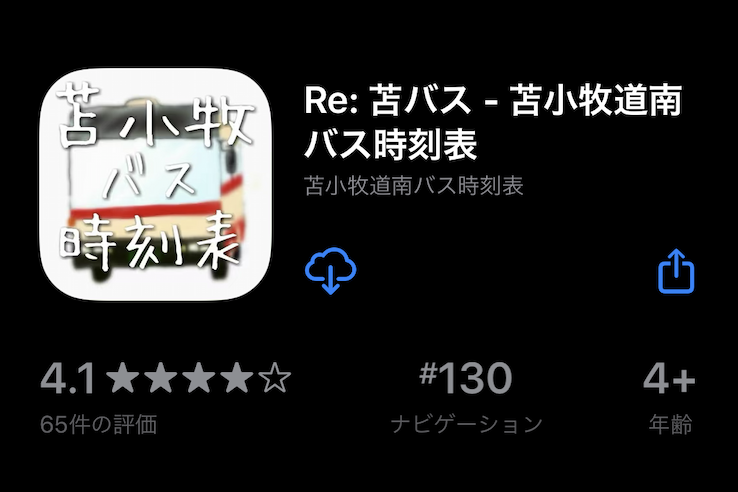 苫小牧
バス
時刻表
Re: 苫バス - 苫小牧道南
バス時刻表
苫小牧道南バス時刻表
4.1 ★★★★☆
65件の評価
#130
ナビゲーション
4+
年齢